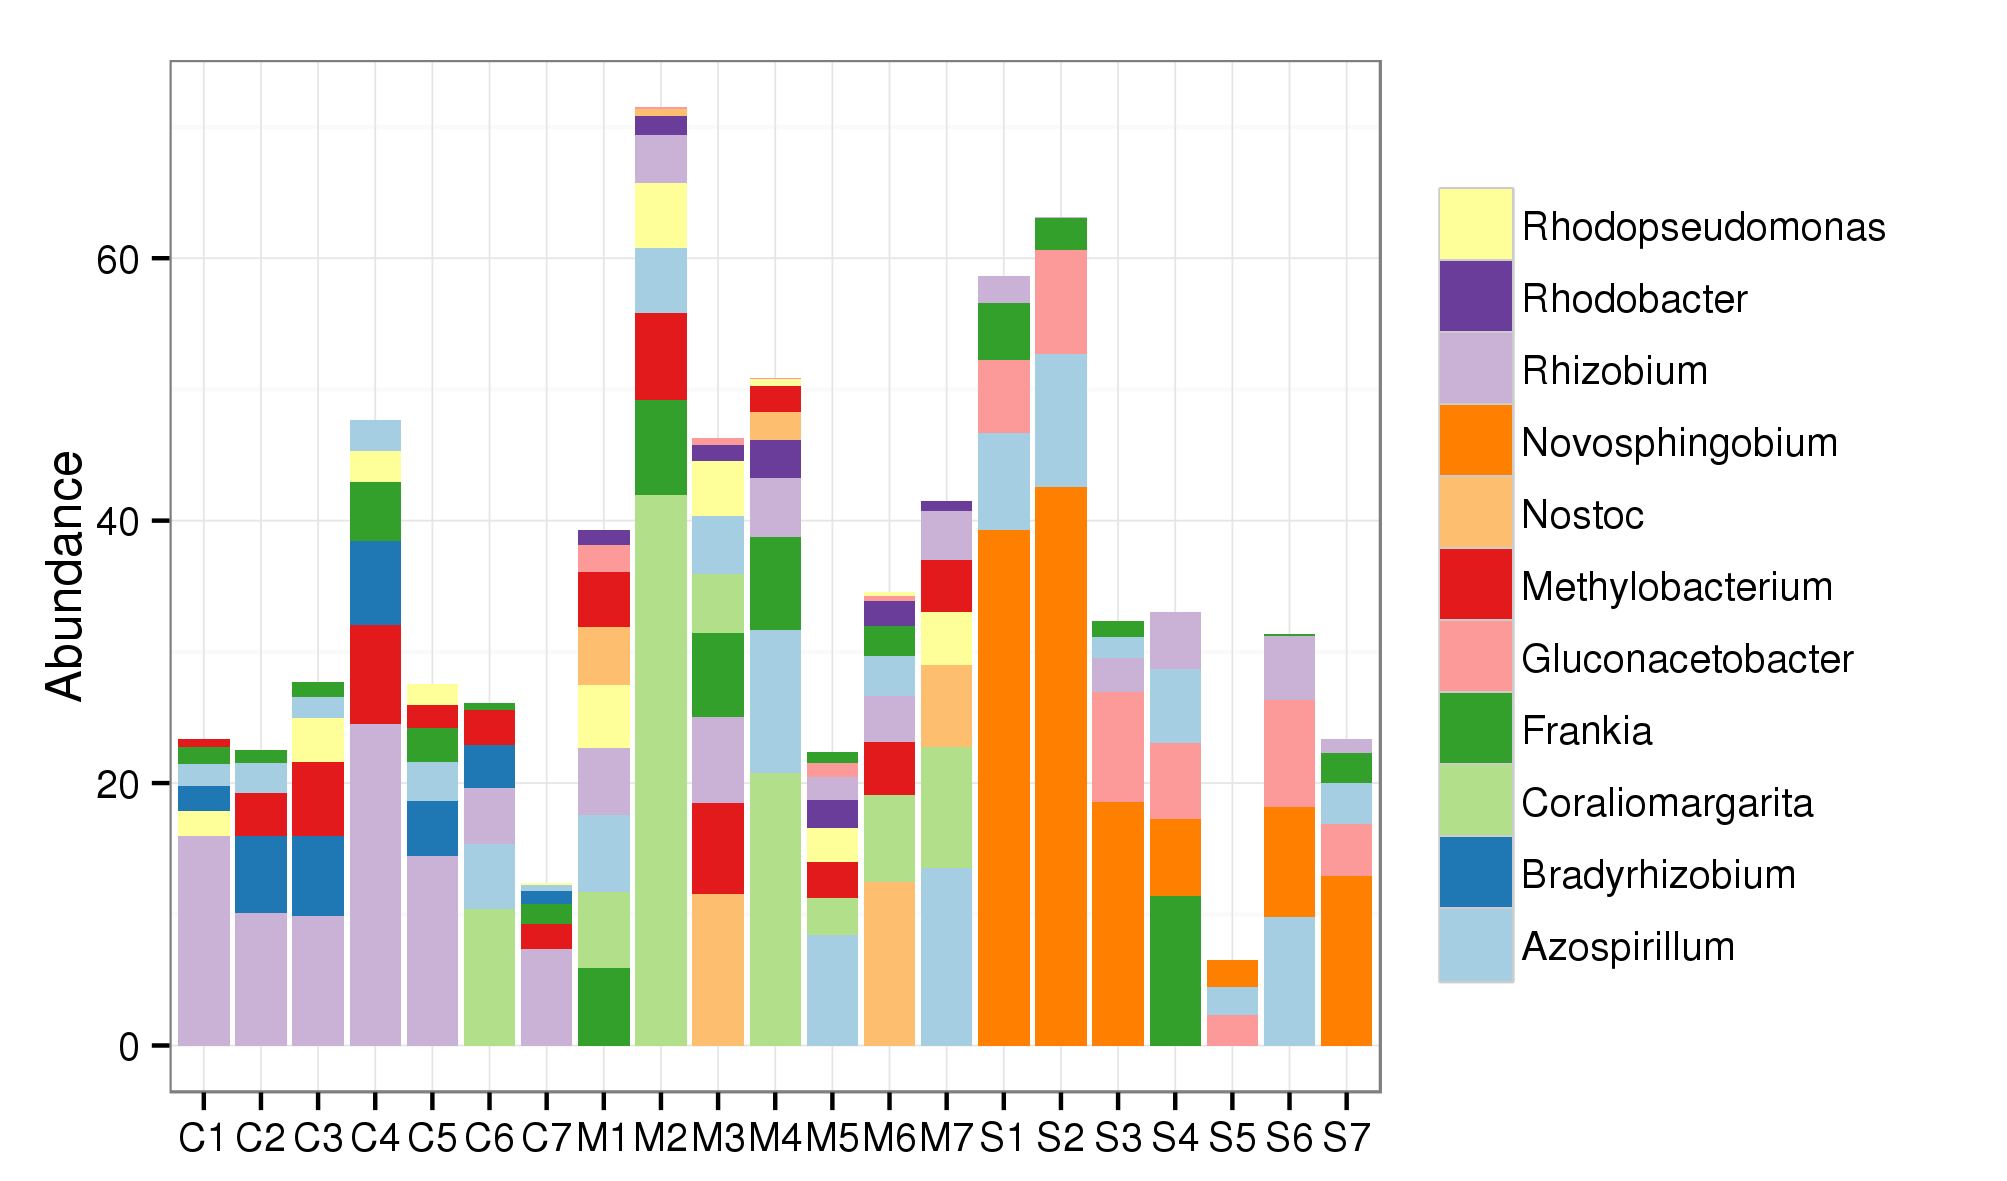 Abundance
60
40
20
0
C1 C2 C3 C4 C5 C6 C7 M1 M2 M3 M4 M5 M6 M7 S1 S2 S3 S4 S5 S6 S7
Rhodopseudomonas
Rhodobacter
Rhizobium
Novosphingobium
Nostoc
Methylobacterium
Gluconacetobacter
Frankia
Coraliomargarita
Bradyrhizobium
Azospirillum